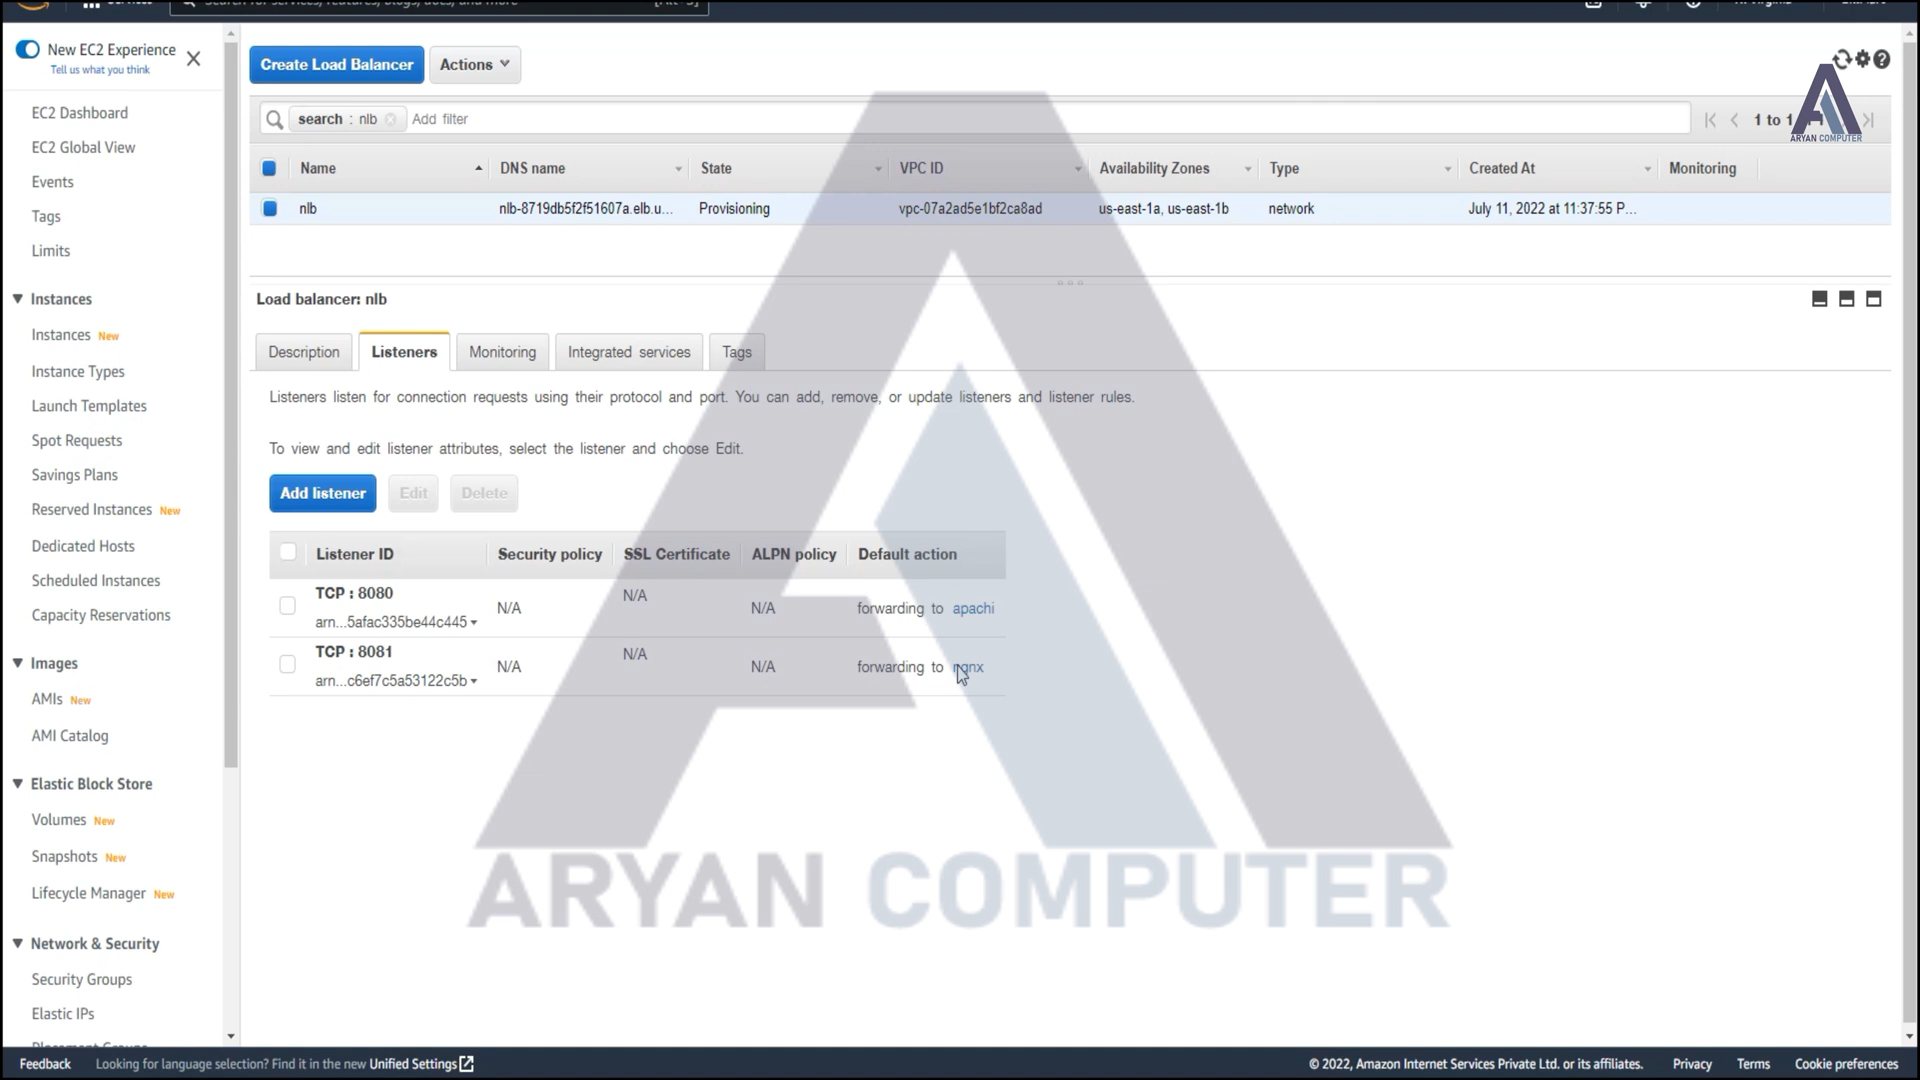 New EC2 Experience
Tell us what you think
EC2 Dashboard
EC2 Global View
Events
Tags
Limits
Instances
Instances New
Instance Types
Launch Templates
Spot Requests
Savings Plans
Reserved Instances New
Dedicated Hosts
Scheduled Instances
Capacity Reservations
Images
AMIs New
AMI Catalog
Elastic Block Store
Volumes New
Snapshots New
Lifecycle Manager New
Network & Security
Security Groups
Elastic IPs
Create Load Balancer Actions
search : nlb Add filter
1 to 1
ARYAN COMPUTER
Name DNS name State VPC ID Availability Zones Type Created At Monitoring
nlb nlb-8719db5f2f51607a.elb.u... Provisioning vpc-07a2ad5e1bf2ca8ad us-east-1a, us-east-1b network July 11, 2022 at 11:37:55 P...
Load balancer: nlb
Description Listeners Monitoring Integrated services Tags
Listeners listen for connection requests using their protocol and port. You can add, remove, or update listeners and listener rules.
To view and edit listener attributes, select the listener and choose Edit.
Add listener Edit Delete
Listener ID Security policy SSL Certificate ALPN policy Default action
TCP : 8080
arn...5afac335be44c445 N/A N/A N/A forwarding to apachi
TCP : 8081
arn...c6ef7c5a53122c5b N/A N/A N/A forwarding to
ARYAN COMPUTER
Feedback Looking for language selection? Find it in the new Unified Settings © 2022, Amazon Internet Services Private Ltd. or its affiliates. Privacy Terms Cookie preferences